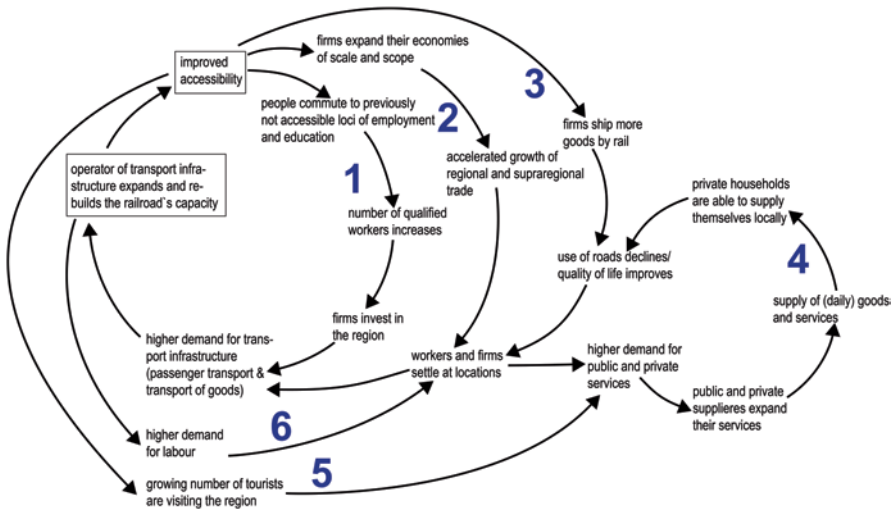 firms expand their economies
of scale and scope
improved
accessibility
3
people commute to previously
not accessible loci of employment
and education
2
firms ship more
goods by rail
accelerated growth of
regional and supraregional
trade
operator of transport infra-
structure expands and re-
builds the railroad`s capacity
1
private households
are able to supply
themselves locally
number of qualified
workers increases
use of roads declines/
quality of life improves
4
supply of (daily) goods
and services
firms invest in
the region
higher demand for trans-
port infrastructure
(passenger transport &
transport of goods)
workers and firms
settle at locations
higher demand for
public and private
services
public and private
supplieres expand
their services
6
higher demand
for labour
5
growing number of tourists
are visiting the region